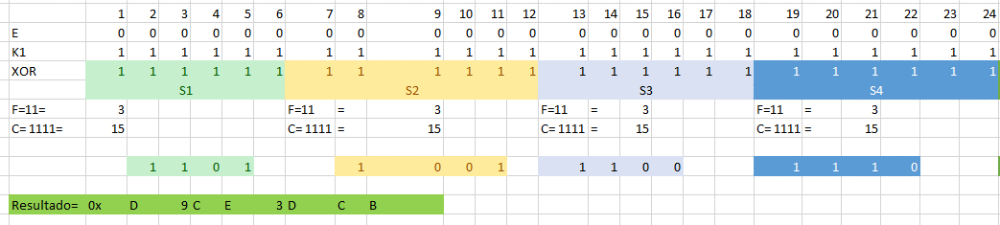 1 2 3 4 5 6 7 8 9 10 11 12 13 14 15 16 17 18 19 20 21 22 23 24
E 0 0 0 0 0 0 0 0 0 0 0 0 0 0 0 0 0 0 0 0 0 0 0 0
K1 1 1 1 1 1 1 1 1 1 1 1 1 1 1 1 1 1 1 1 1 1 1 1 1
XOR 1 1 1 1 1 1 1 1 1 1 1 1 1 1 1 1 1 1 1 1 1 1 1 1
S1 S2 S3 S4
F=11= 3 F=11 = 3 F=11 = 3 F=11 = 3
C= 1111= 15 C= 1111 = 15 C= 1111 = 15 C= 1111 = 15
1 1 0 1 1 0 0 1 1 1 0 0 1 1 1 0
Resultado= 0x D 9 C E 3 D C B